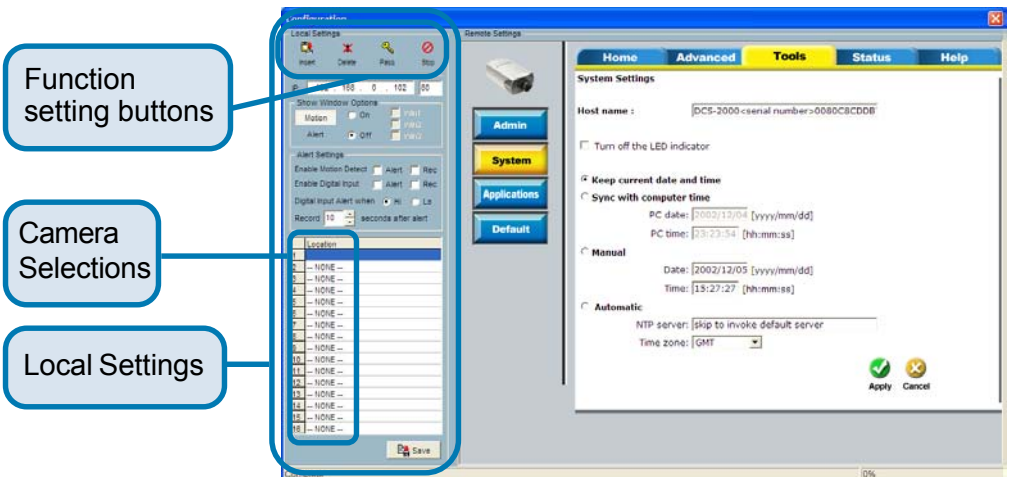 Function
setting buttons
Camera
Selections
Local Settings
Configuration
Local Settings
Insert Delete Pass Stop
168 . 0 . 102 80
Show Window Options
Motion On
Alert Off
Alert Settings
Enable Motion Detect Alert Rec
Enable Digital Input Alert Rec
Digital Input Alert when Hi Lo
Record 10 seconds after alert
Location
1
2 -- NONE --
3 -- NONE --
4 -- NONE --
5 -- NONE --
6 -- NONE --
7 -- NONE --
8 -- NONE --
9 -- NONE --
10 -- NONE --
11 -- NONE --
12 -- NONE --
13 -- NONE --
14 -- NONE --
15 -- NONE --
16 -- NONE --
Save
Remote Settings
Admin
System
Applications
Default
Home Advanced Tools Status Help
System Settings
Host name : DCS-2000<serial number>0080C8CDDB
Turn off the LED indicator
Keep current date and time
Sync with computer time
PC date: 2002/12/04 [yyyy/mm/dd]
PC time: 23:23:54 [hh:mm:ss]
Manual
Date: 2002/12/05 [yyyy/mm/dd]
Time: 15:27:27 [hh:mm:ss]
Automatic
NTP server: skip to invoke default server
Time zone: GMT
Apply Cancel
0%